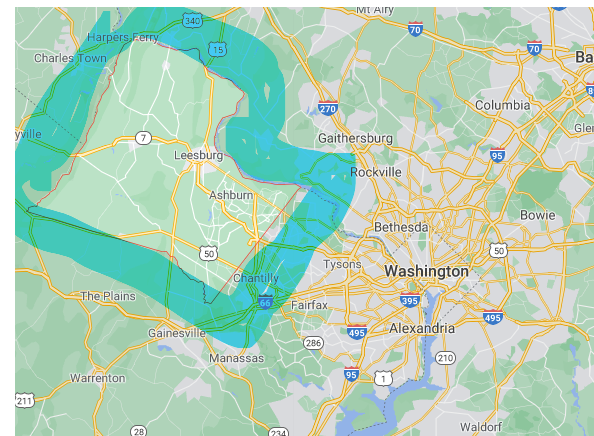 Mt Airy
340
Harpers Ferry
15
70
70
Ba
Charles Town
8
270
Columbia
yville
7
Gaithersburg
Glen
95
Leesburg
Rockville
Ashburn
Bowie
Bethesda
50
50
Tysons
Washington
Chantilly
The Plains
66
Fairfax
395
495
Gainesville
495
Alexandria
286
Manassas
210
95
Warrenton
1
211
28
234
Waldorf